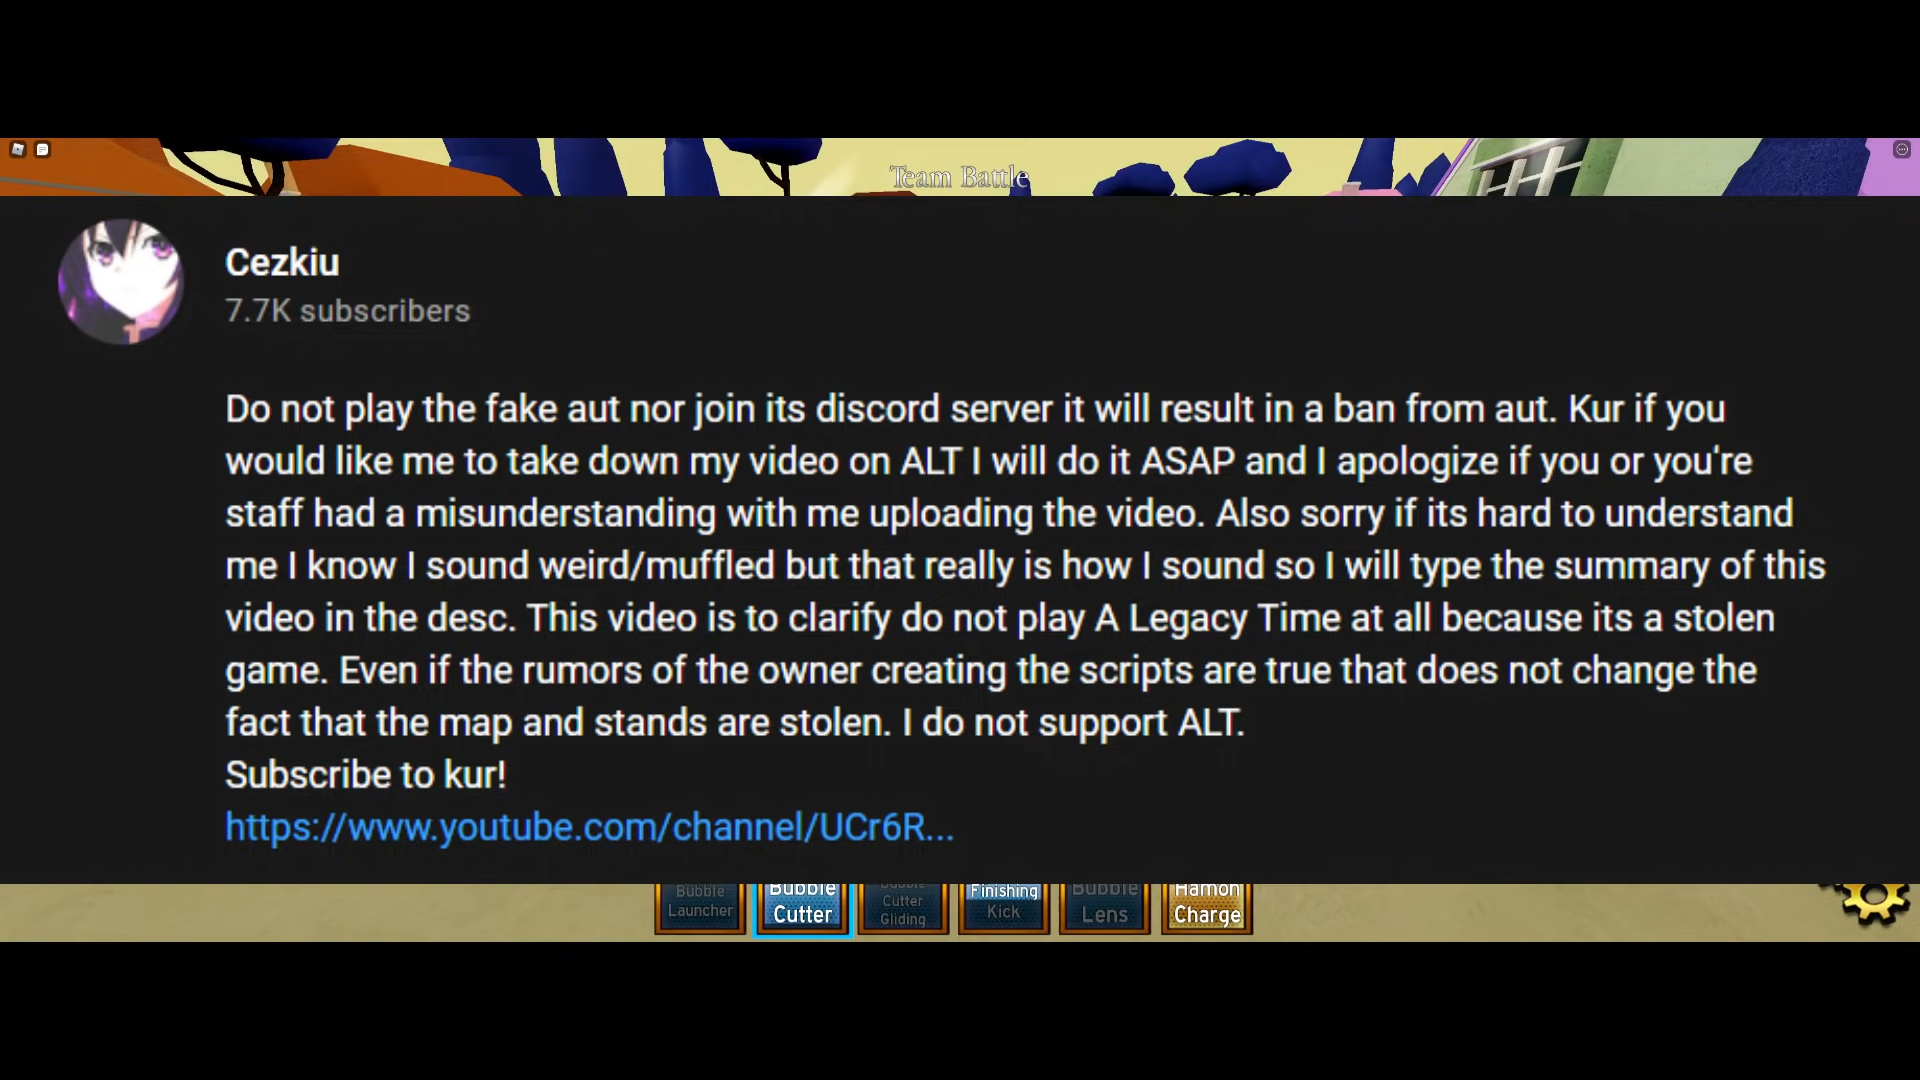 Team Battle
Cezkiu
7.7K subscribers
Do not play the fake aut nor join its discord server it will result in a ban from aut. Kur if you
would like me to take down my video on ALT I will do it ASAP and I apologize if you or you're
staff had a misunderstanding with me uploading the video. Also sorry if its hard to understand
me I know I sound weird/muffled but that really is how I sound so I will type the summary of this
video in the desc. This video is to clarify do not play A Legacy Time at all because its a stolen
game. Even if the rumors of the owner creating the scripts are true that does not change the
fact that the map and stands are stolen. I do not support ALT.
Subscribe to kur!
https://www.youtube.com/channel/UCr6R...
Bubble
Launcher
Bubble
Cutter
Bubble
Cutter
Gliding
Finishing
Kick
Bubble
Lens
Hamon
Charge